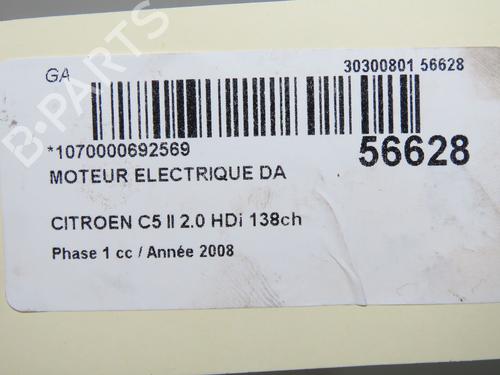 B-PARTS
GA
30300801 56628
*1070000692569
56628
MOTEUR ELECTRIQUE DA
CITROEN C5 II 2.0 HDi 138ch
Phase 1 cc / Année 2008